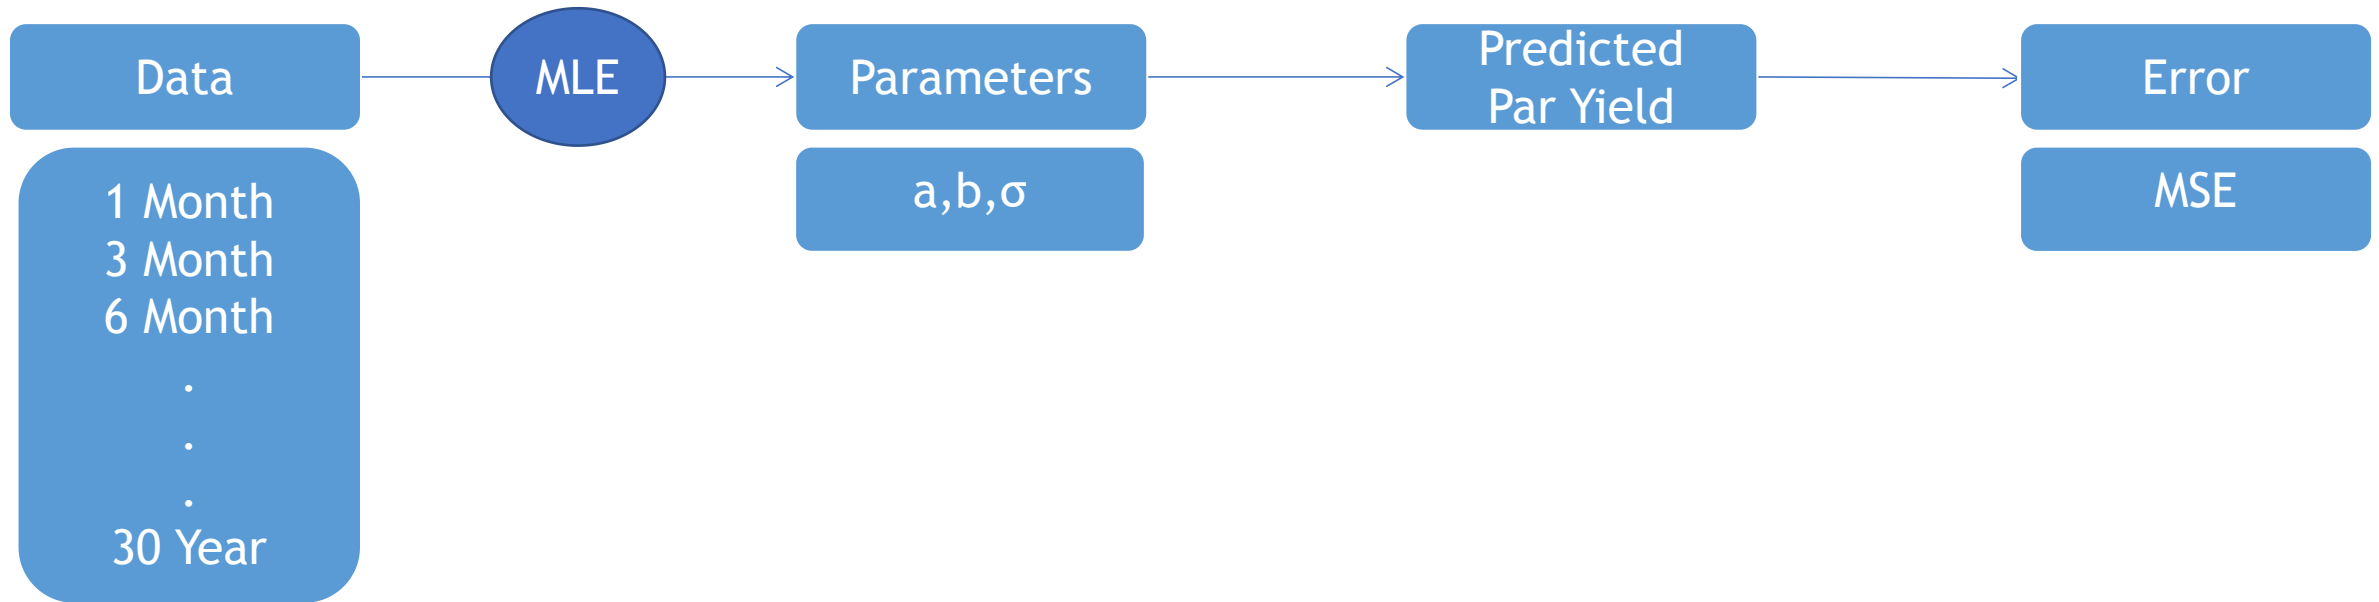 Data
MLE
Parameters
Predicted
Par Yield
Error
1 Month
3 Month
6 Month
.
.
.
30 Year
a,b,σ
MSE